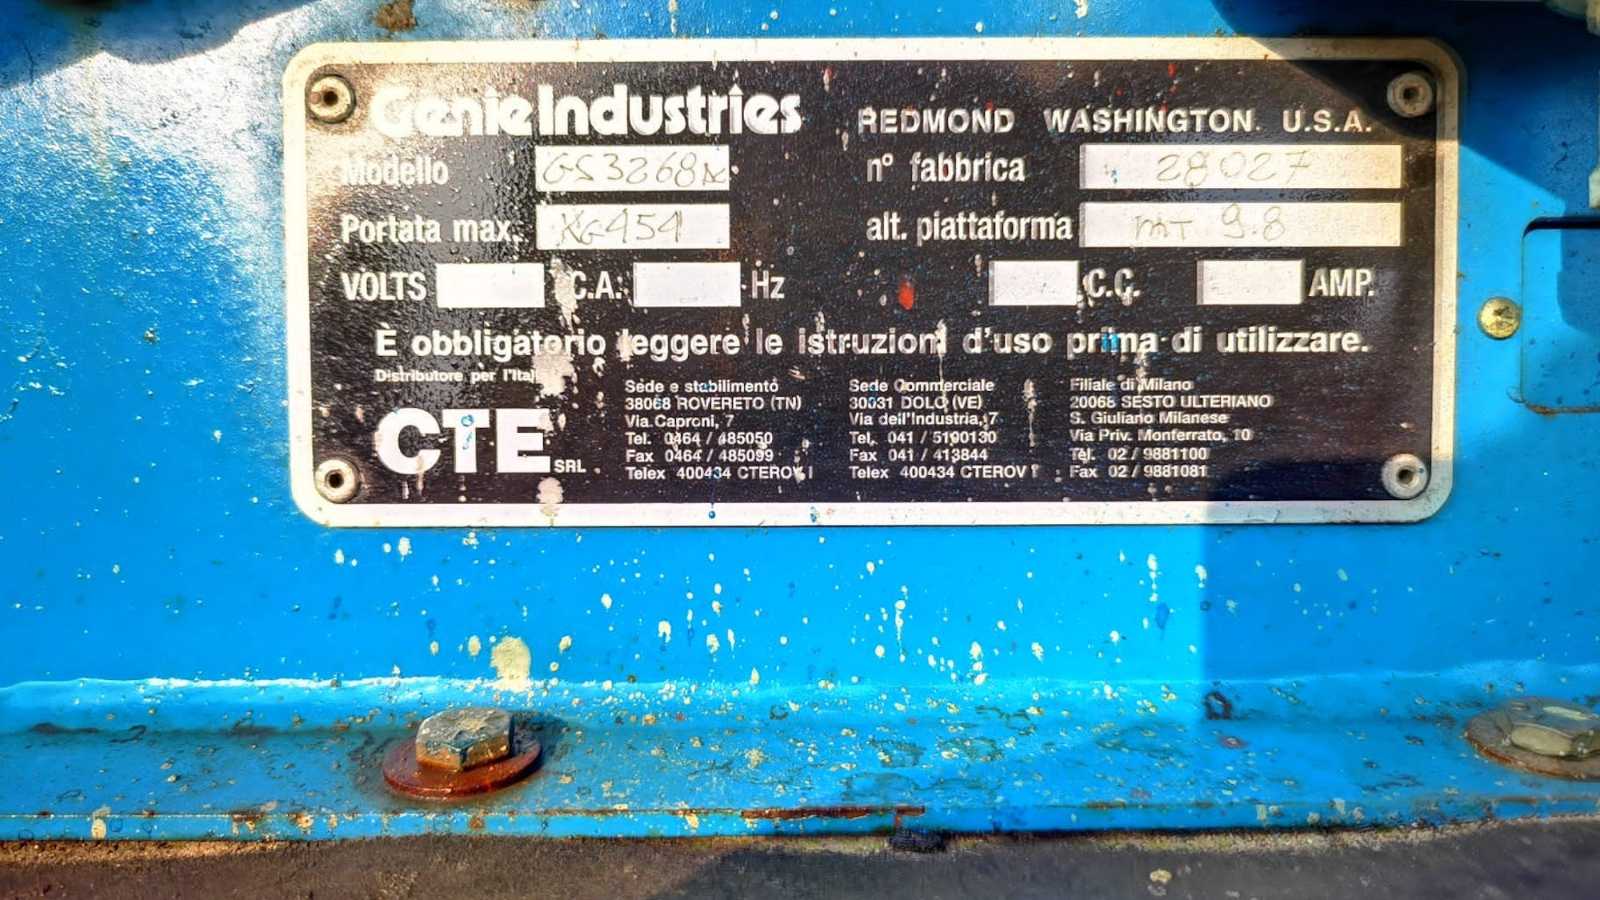 Genie Industries REDMOND WASHINGTON. U.S.A.
Modello GS3268 n° fabbrica 28027
Portata max. KG454 alt. piattaforma mT 9.8
VOLTS C.A. Hz C.C. AMP.
È obbligatorio leggere le istruzioni d'uso prima di utilizzare.
Distributore per l'Ital
CTE SRL
Sede e stabilimento
38068 ROVERETO (TN)
Via Caproni, 7
Tel. 0464 / 485050
Fax 0464 / 485099
Telex 400434 CTEROV I
Sede Commerciale
30031 DOLO (VE)
Via dell'Industria, 7
Tel. 041 / 5100130
Fax 041 / 413844
Telex 400434 CTEROV I
Filiale di Milano
20068 SESTO ULTERIANO
S. Giuliano Milanese
Via Priv. Monferrato, 10
Tel. 02 / 9881100
Fax 02 / 9881081